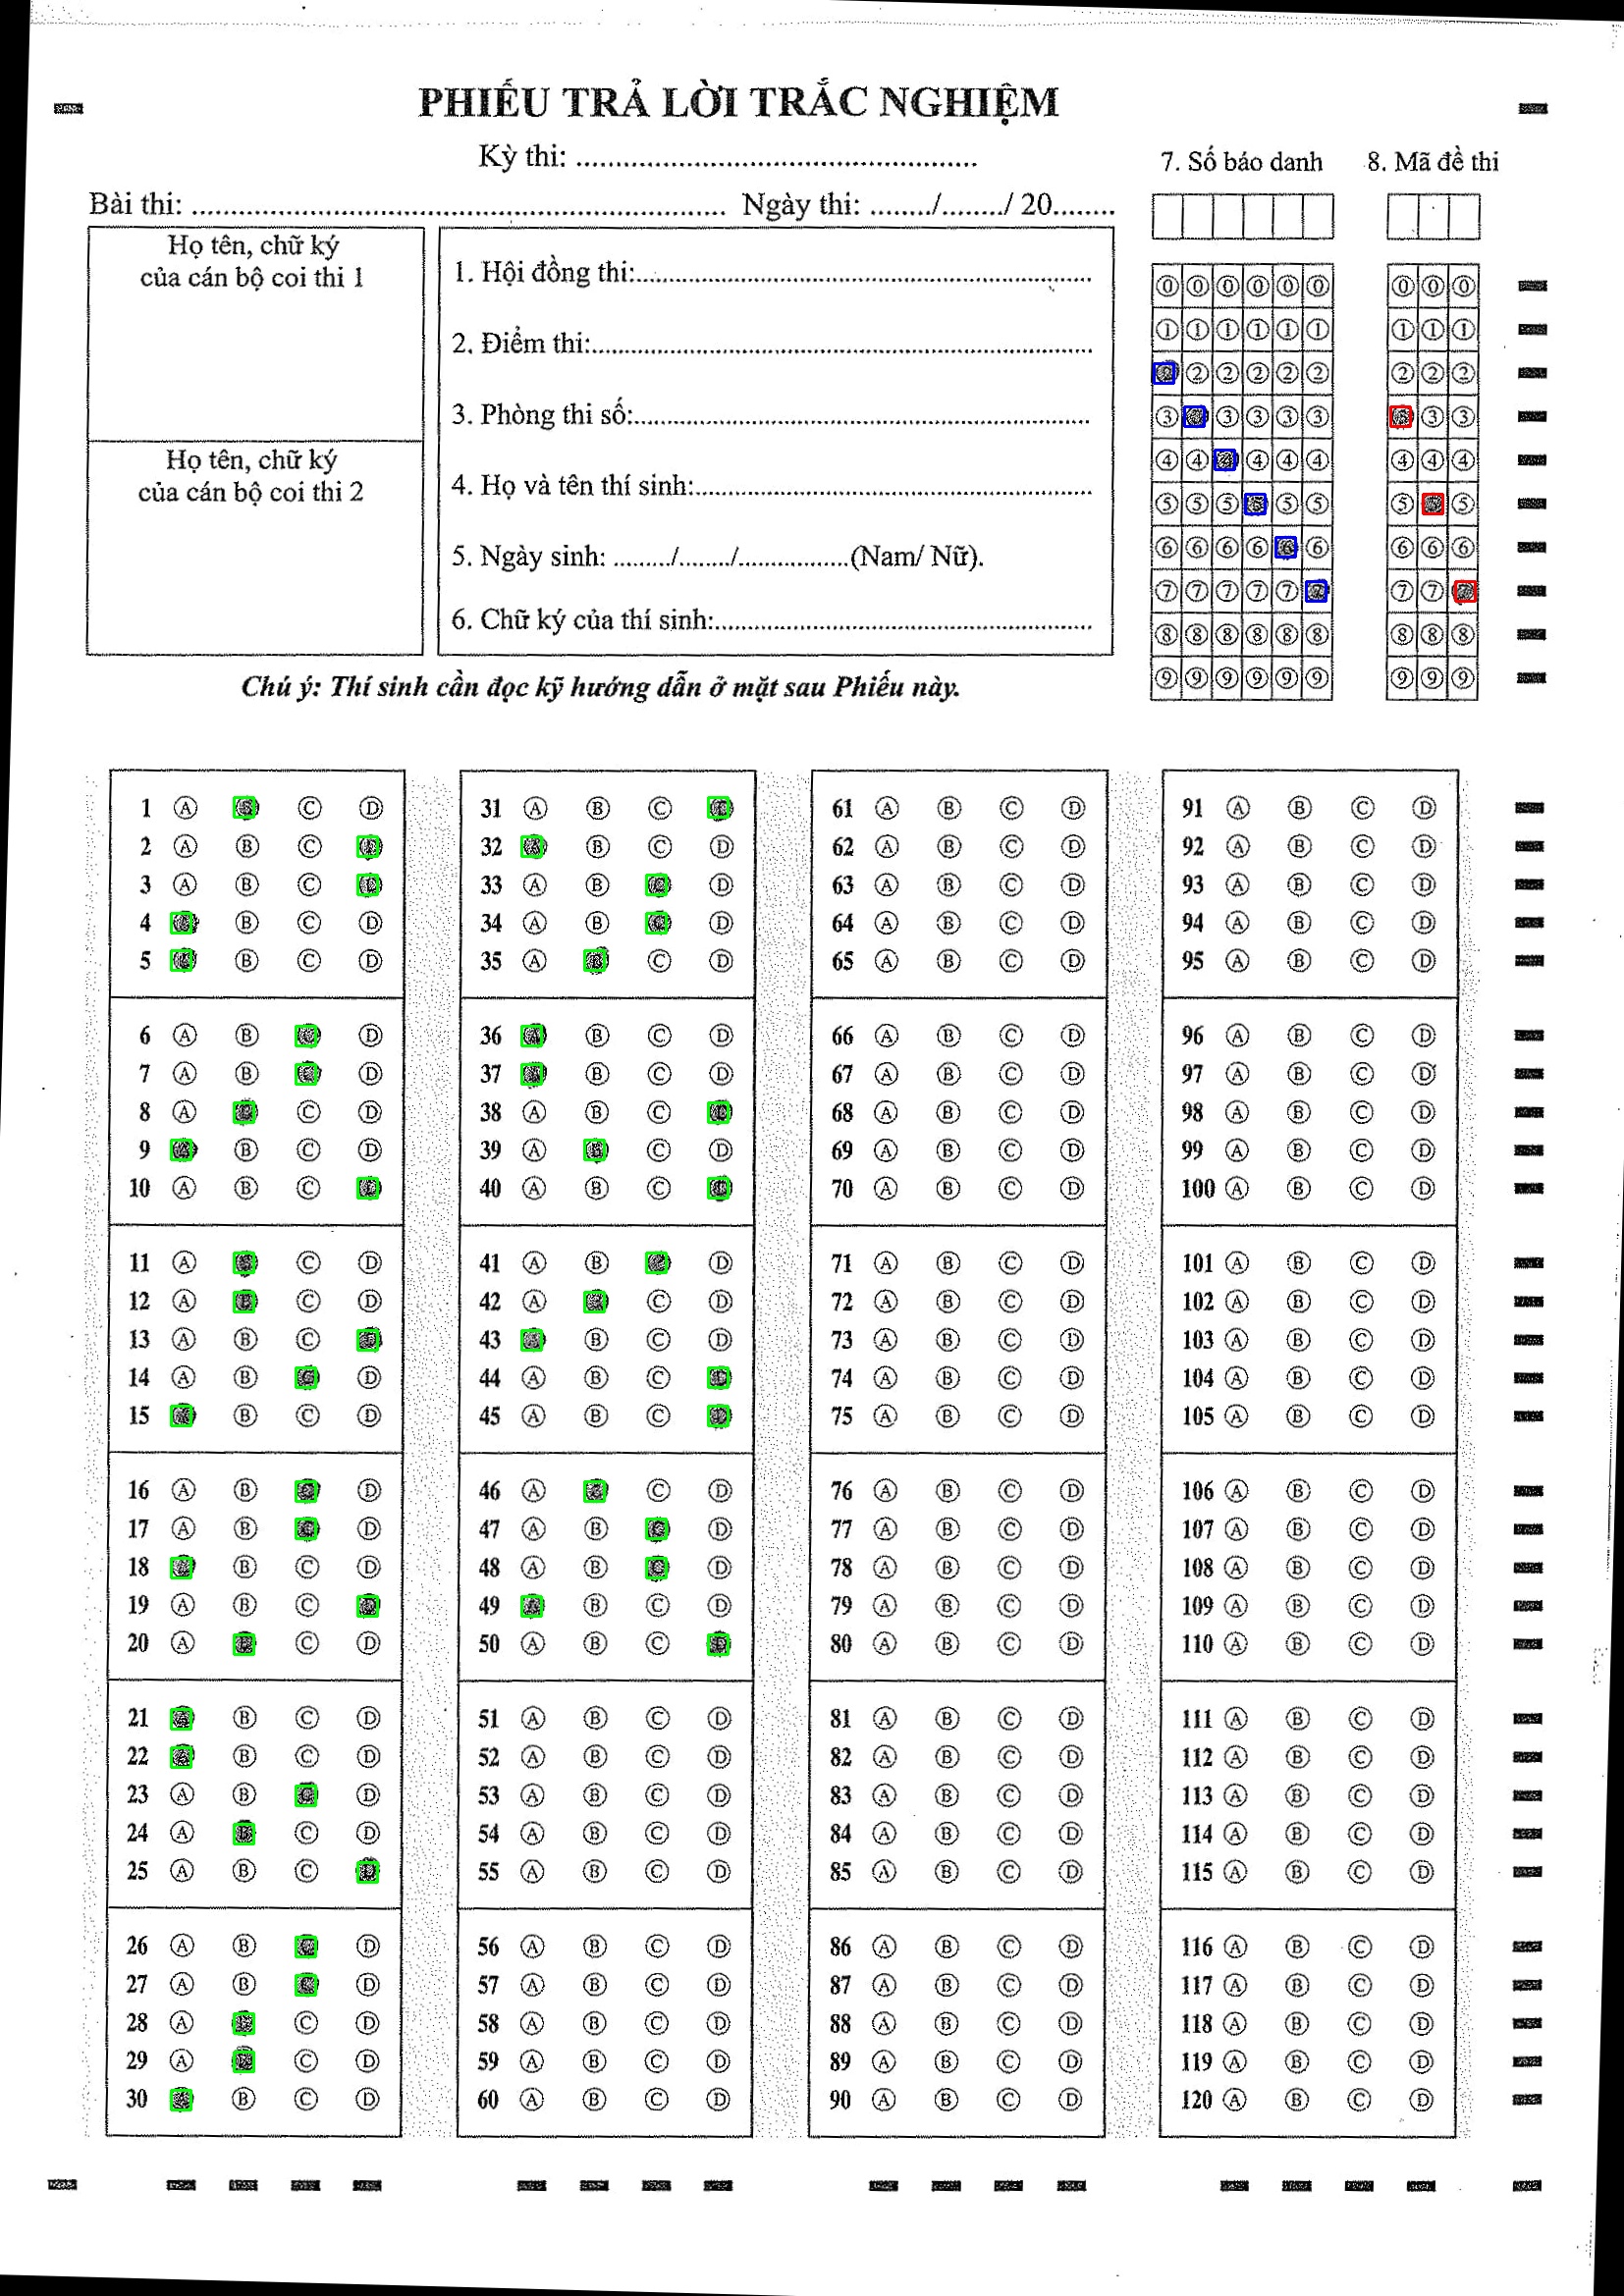 PHIẾU TRẢ LỜI TRẮC NGHIỆM
Kỳ thi: ..................................................
7. Số báo danh
8. Mã đề thi
Bài thi: .................................................................... Ngày thi: ......../......../ 20........
Họ tên, chữ ký
của cán bộ coi thi 1
Họ tên, chữ ký
của cán bộ coi thi 2
1. Hội đồng thi:..........................................................
2. Điểm thi:................................................................
3. Phòng thi số:..........................................................
4. Họ và tên thí sinh:..................................................
5. Ngày sinh: ......../......./................(Nam/ Nữ).
6. Chữ ký của thí sinh:................................................
0 0 0 0 0 0 0 0 0
1 1 1 1 1 1 1 1 1
2 2 2 2 2 2 2 2 2
3 3 3 3 3 3 3
4 4 4 4 4 4 4 4 4
5 5 5 5 5 5 5 5
6 6 6 6 6 6 6 6 6
7 7 7 7 7 7 7 7 7
8 8 8 8 8 8 8 8 8
9 9 9 9 9 9 9 9 9
Chú ý: Thí sinh cần đọc kỹ hướng dẫn ở mặt sau Phiếu này.
1 A C D
2 A B C
3 A B C
4 B C D
5 B C D
6 A B D
7 A B D
8 A C D
9 B C D
10 A B C
11 A C D
12 A C D
13 A B C
14 A B D
15 B C D
16 A B D
17 A B D
18 B C D
19 A B C
20 A C D
21 B C D
22 B C D
23 A B D
24 A C D
25 A B C
26 A B D
27 A B D
28 A C D
29 A C D
30 B C D
31 A B C
32 B C D
33 A B D
34 A B D
35 A C D
36 B C D
37 B C D
38 A B C
39 A C D
40 A B C
41 A B D
42 A C D
43 B C D
44 A B C
45 A B C
46 A C D
47 A B D
48 A B D
49 B C D
50 A B C
51 A B C D
52 A B C D
53 A B C D
54 A B C D
55 A B C D
56 A B C D
57 A B C D
58 A B C D
59 A B C D
60 A B C D
61 A B C D
62 A B C D
63 A B C D
64 A B C D
65 A B C D
66 A B C D
67 A B C D
68 A B C D
69 A B C D
70 A B C D
71 A B C D
72 A B C D
73 A B C D
74 A B C D
75 A B C D
76 A B C D
77 A B C D
78 A B C D
79 A B C D
80 A B C D
81 A B C D
82 A B C D
83 A B C D
84 A B C D
85 A B C D
86 A B C D
87 A B C D
88 A B C D
89 A B C D
90 A B C D
91 A B C D
92 A B C D
93 A B C D
94 A B C D
95 A B C D
96 A B C D
97 A B C D
98 A B C D
99 A B C D
100 A B C D
101 A B C D
102 A B C D
103 A B C D
104 A B C D
105 A B C D
106 A B C D
107 A B C D
108 A B C D
109 A B C D
110 A B C D
111 A B C D
112 A B C D
113 A B C D
114 A B C D
115 A B C D
116 A B C D
117 A B C D
118 A B C D
119 A B C D
120 A B C D